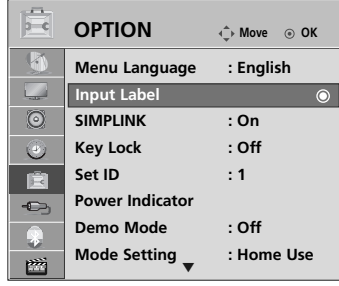 OPTION Move OK
Menu Language : English
Input Label
SIMPLINK : On
Key Lock : Off
Set ID : 1
Power Indicator
Demo Mode : Off
Mode Setting : Home Use